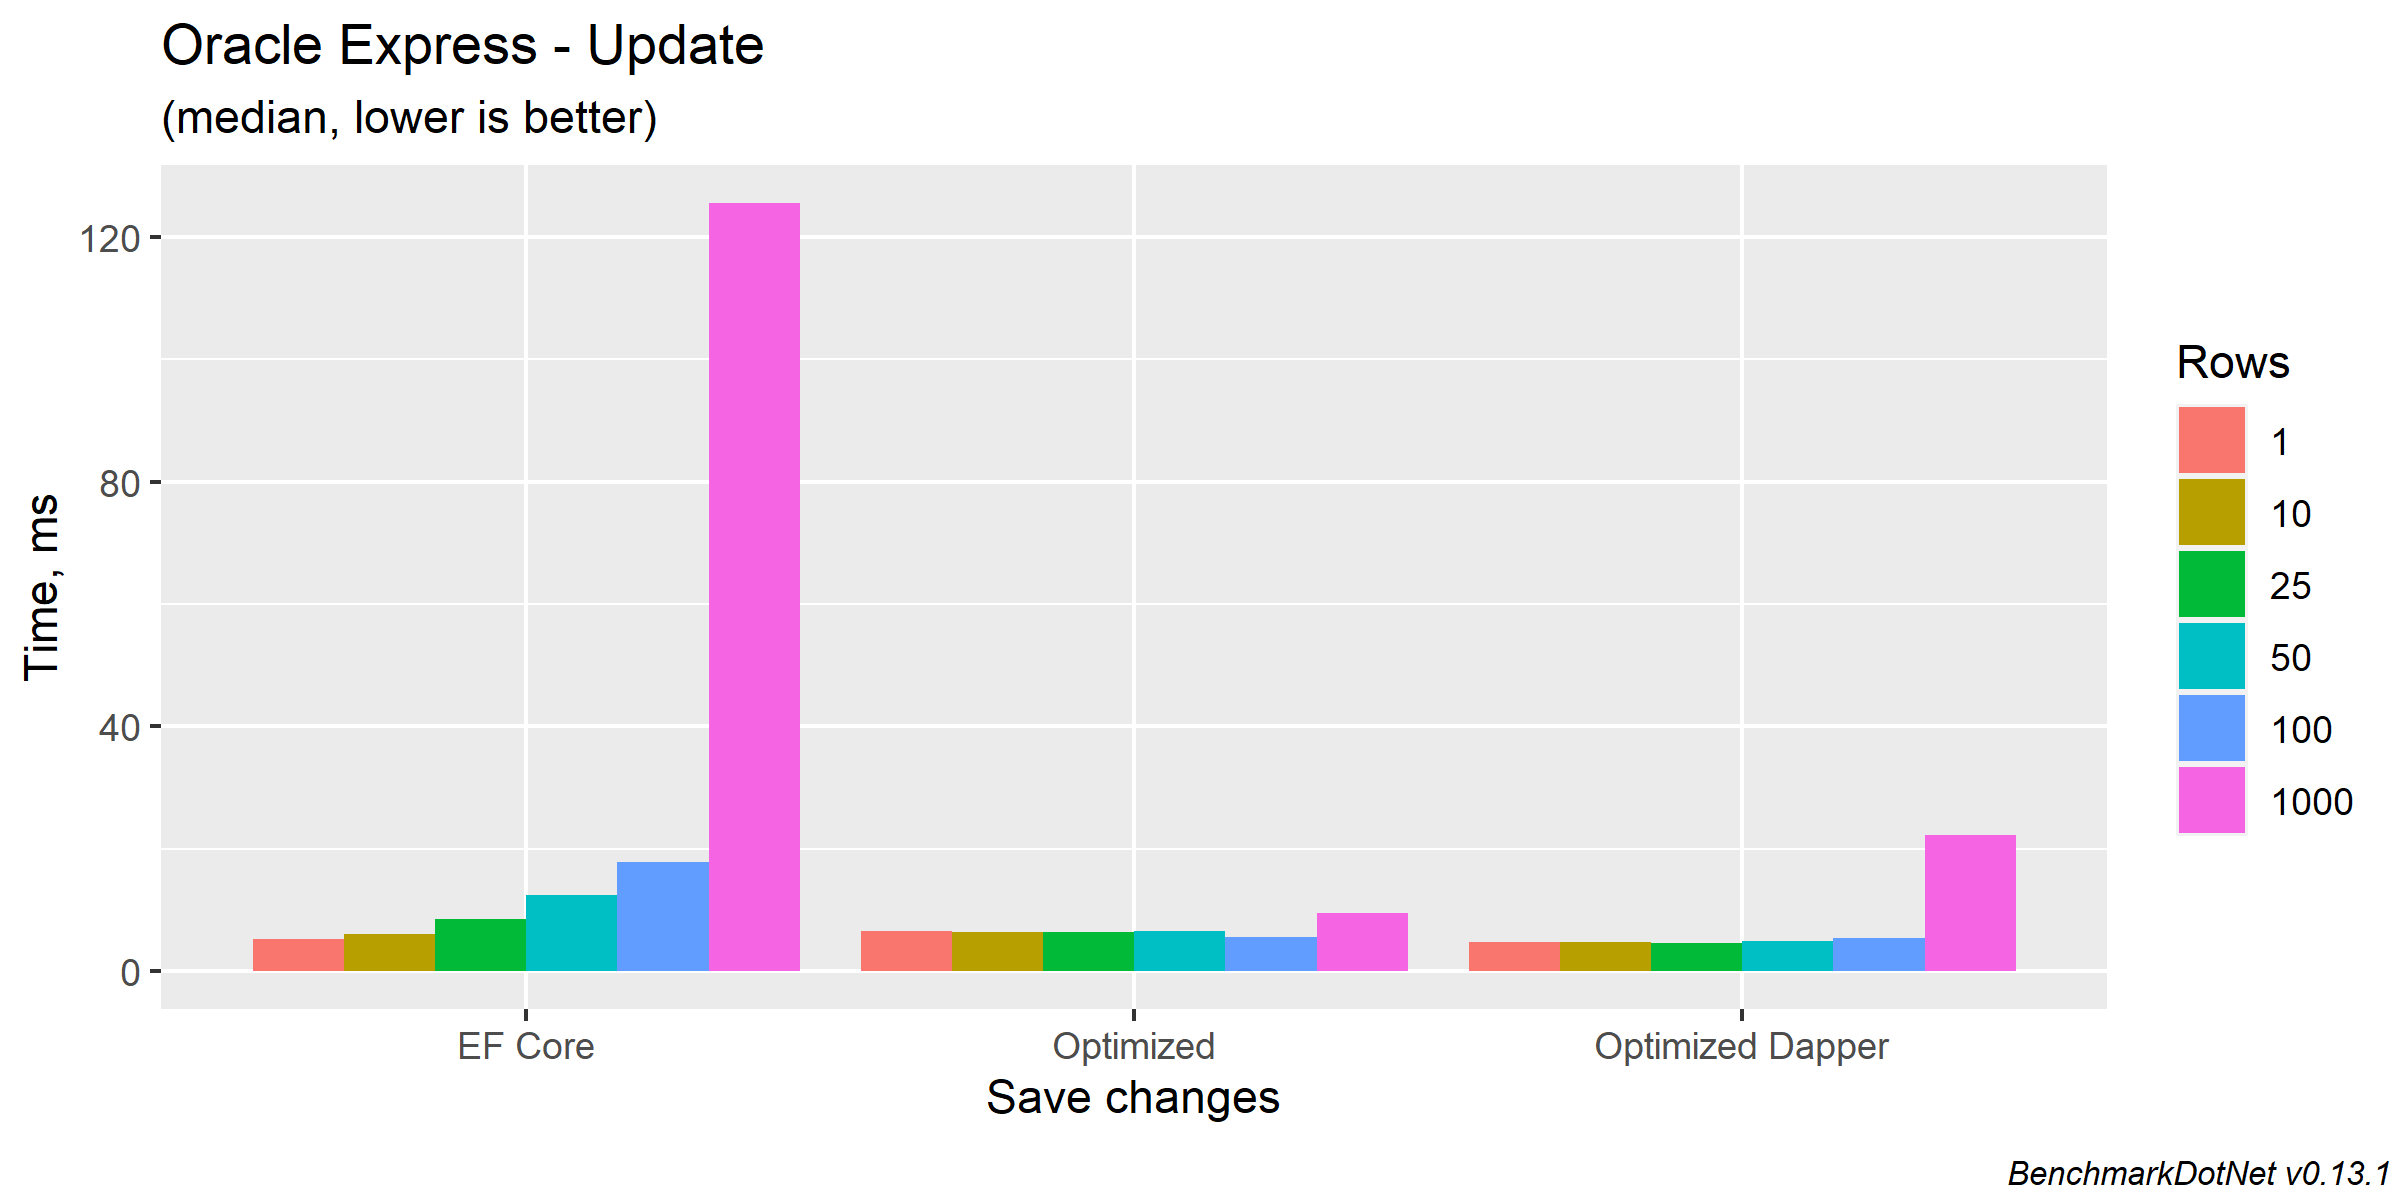 Oracle Express - Update
(median, lower is better)
Time, ms
120
80
40
0
EF Core
Optimized
Optimized Dapper
Save changes
Rows
1
10
25
50
100
1000
BenchmarkDotNet v0.13.1